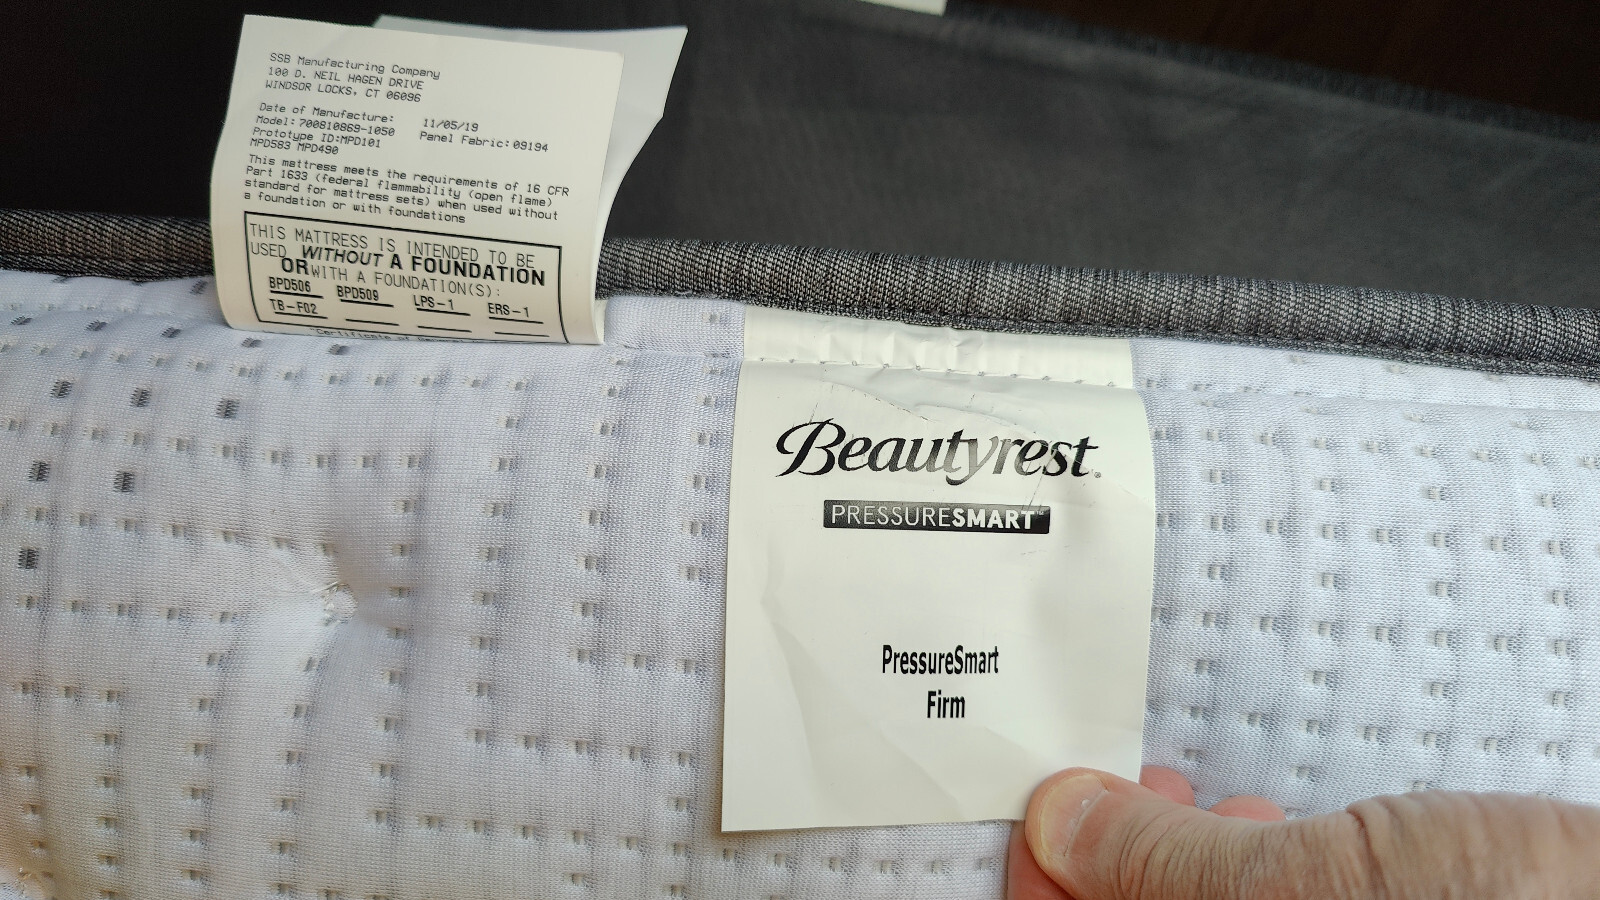 SSB Manufacturing Company
100 D. NEIL HAGEN DRIVE
WINDSOR LOCKS, CT 06096
Date of Manufacture: 11/05/19
Model: 700810869-1050 Panel Fabric: 09194
Prototype ID:MPD101
MPD583 MPD490
This mattress meets the requirements of 16 CFR
Part 1633 (federal flammability (open flame)
standard for mattress sets) when used without
a foundation or with foundations
THIS MATTRESS IS INTENDED TO BE
USED WITHOUT A FOUNDATION
OR WITH A FOUNDATION(S):
BPD506 BPD509 LPS-1 ERS-1
TB-F02
Beautyrest®
PRESSURESMART™
PressureSmart
Firm